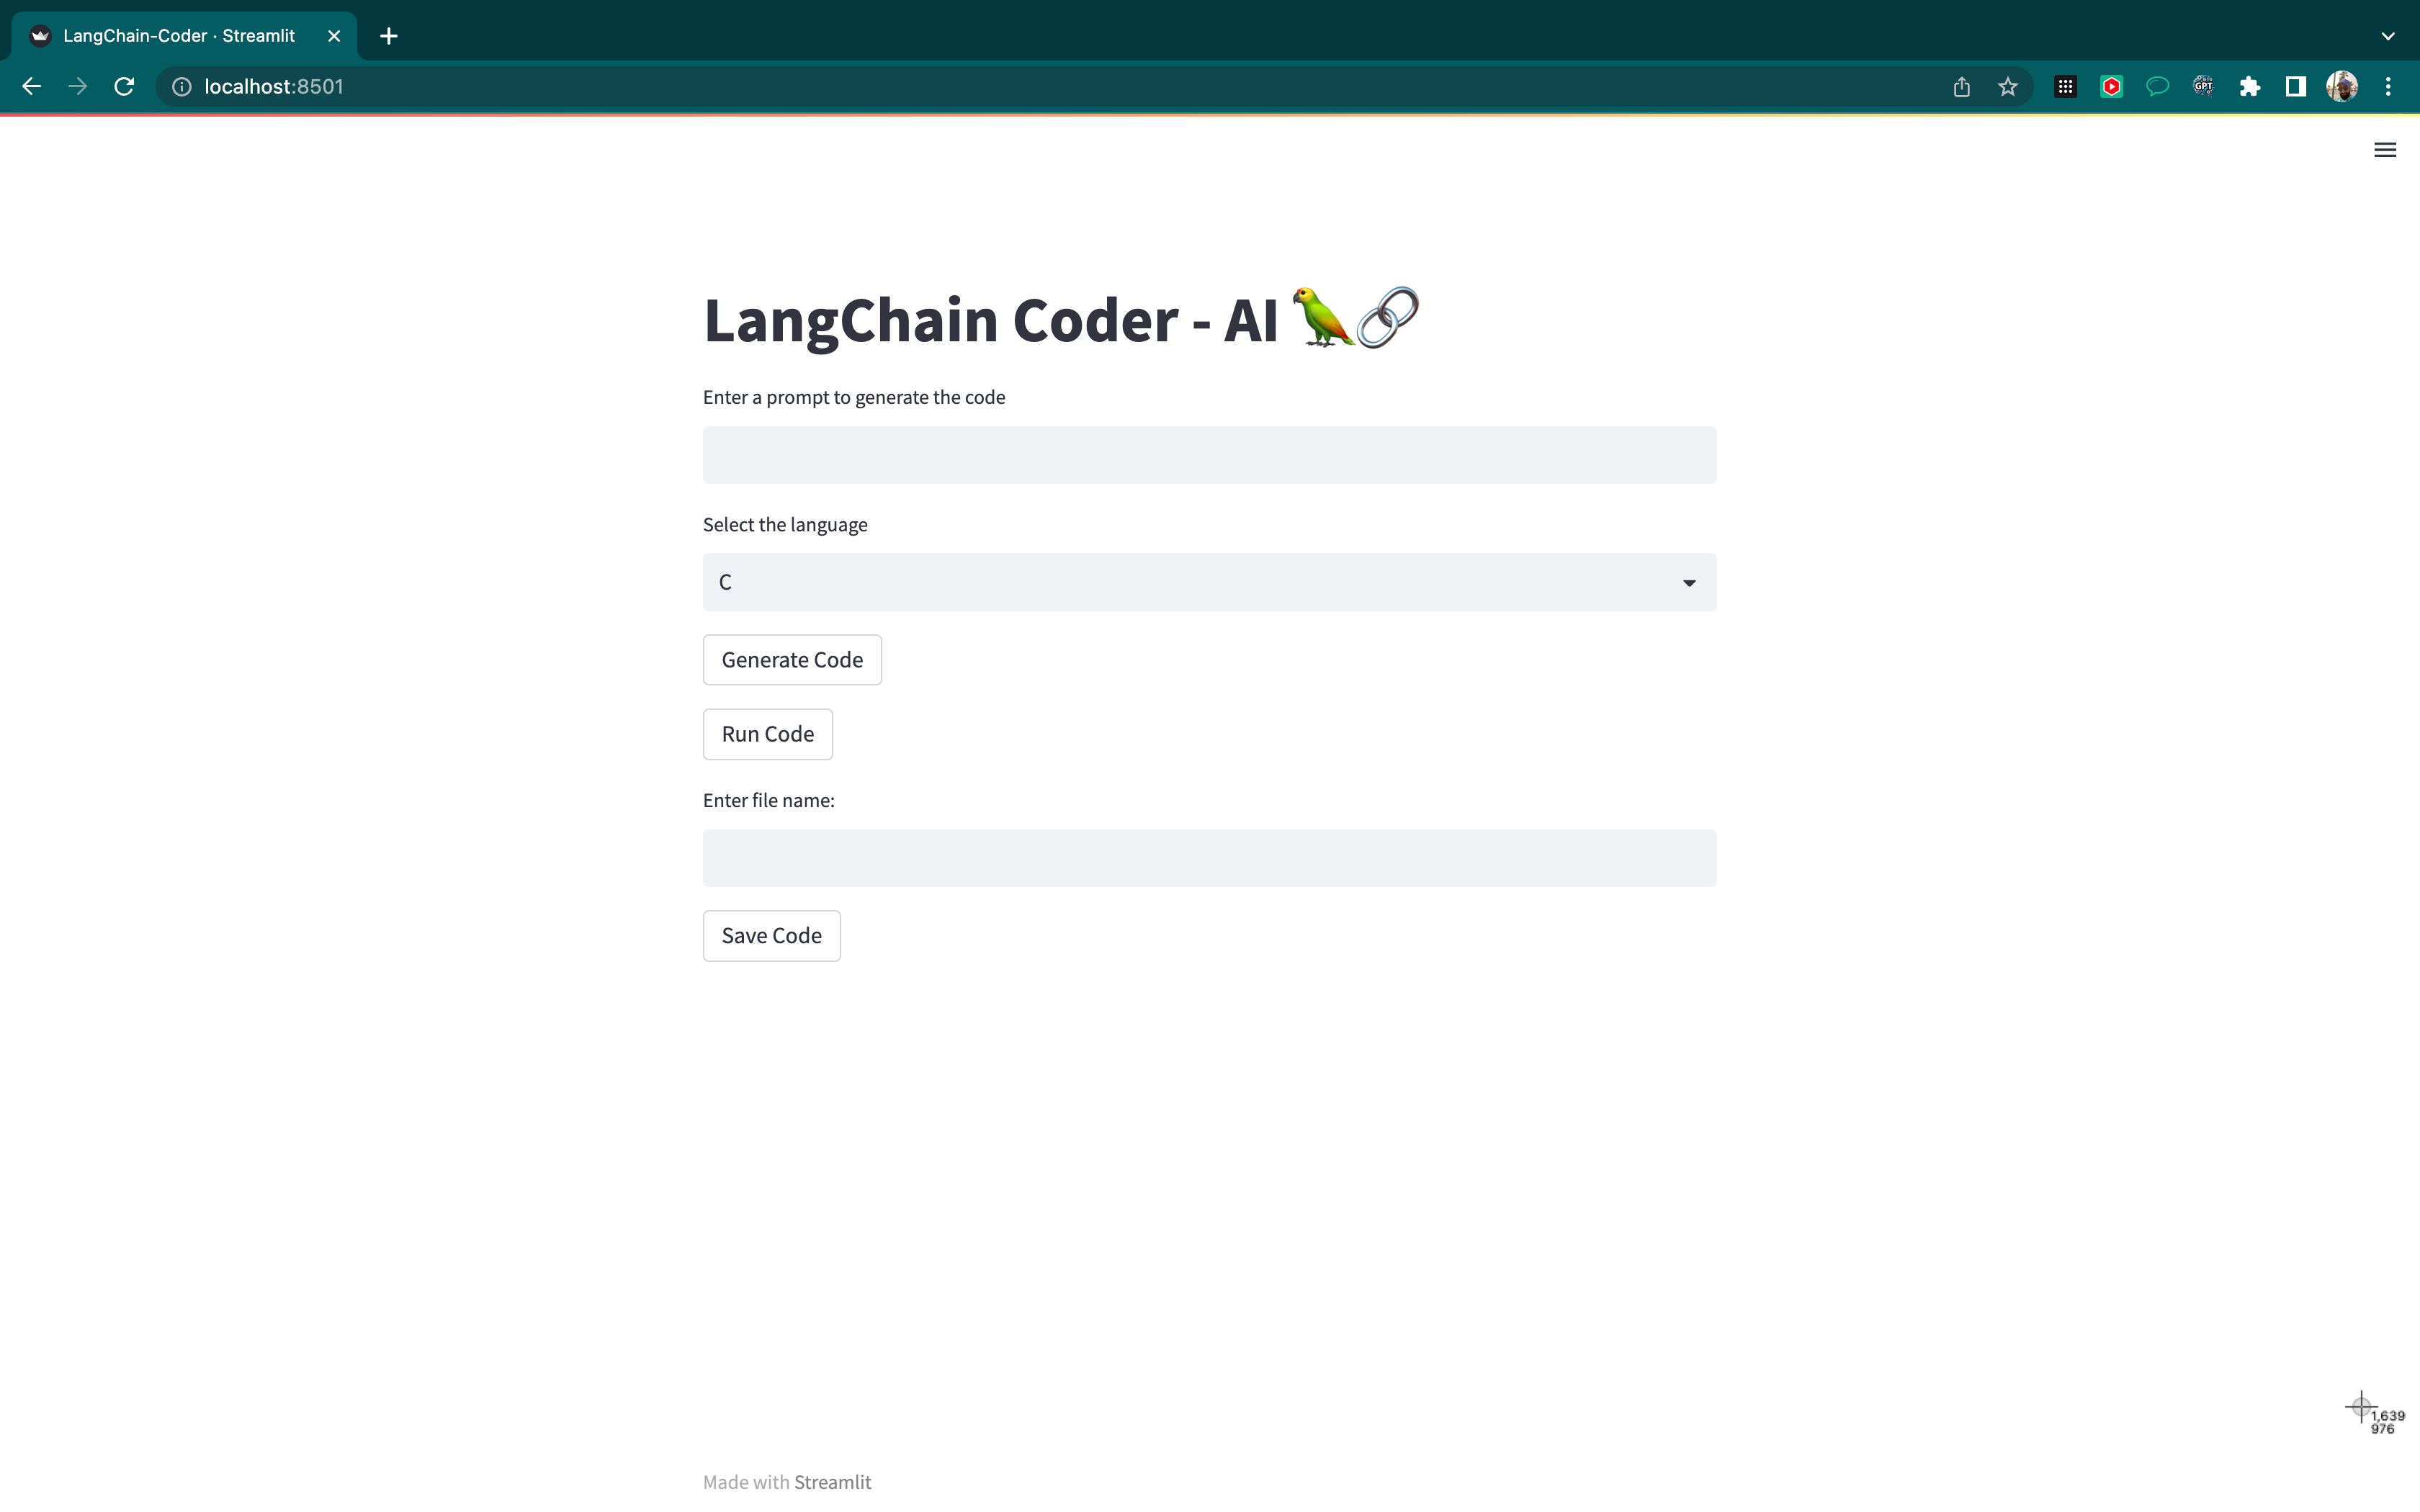 LangChain-Coder · Streamlit
localhost:8501
GPT
LangChain Coder - AI 🦜🔗
Enter a prompt to generate the code
Select the language
C
Generate Code
Run Code
Enter file name:
Save Code
1,639
976
Made with Streamlit